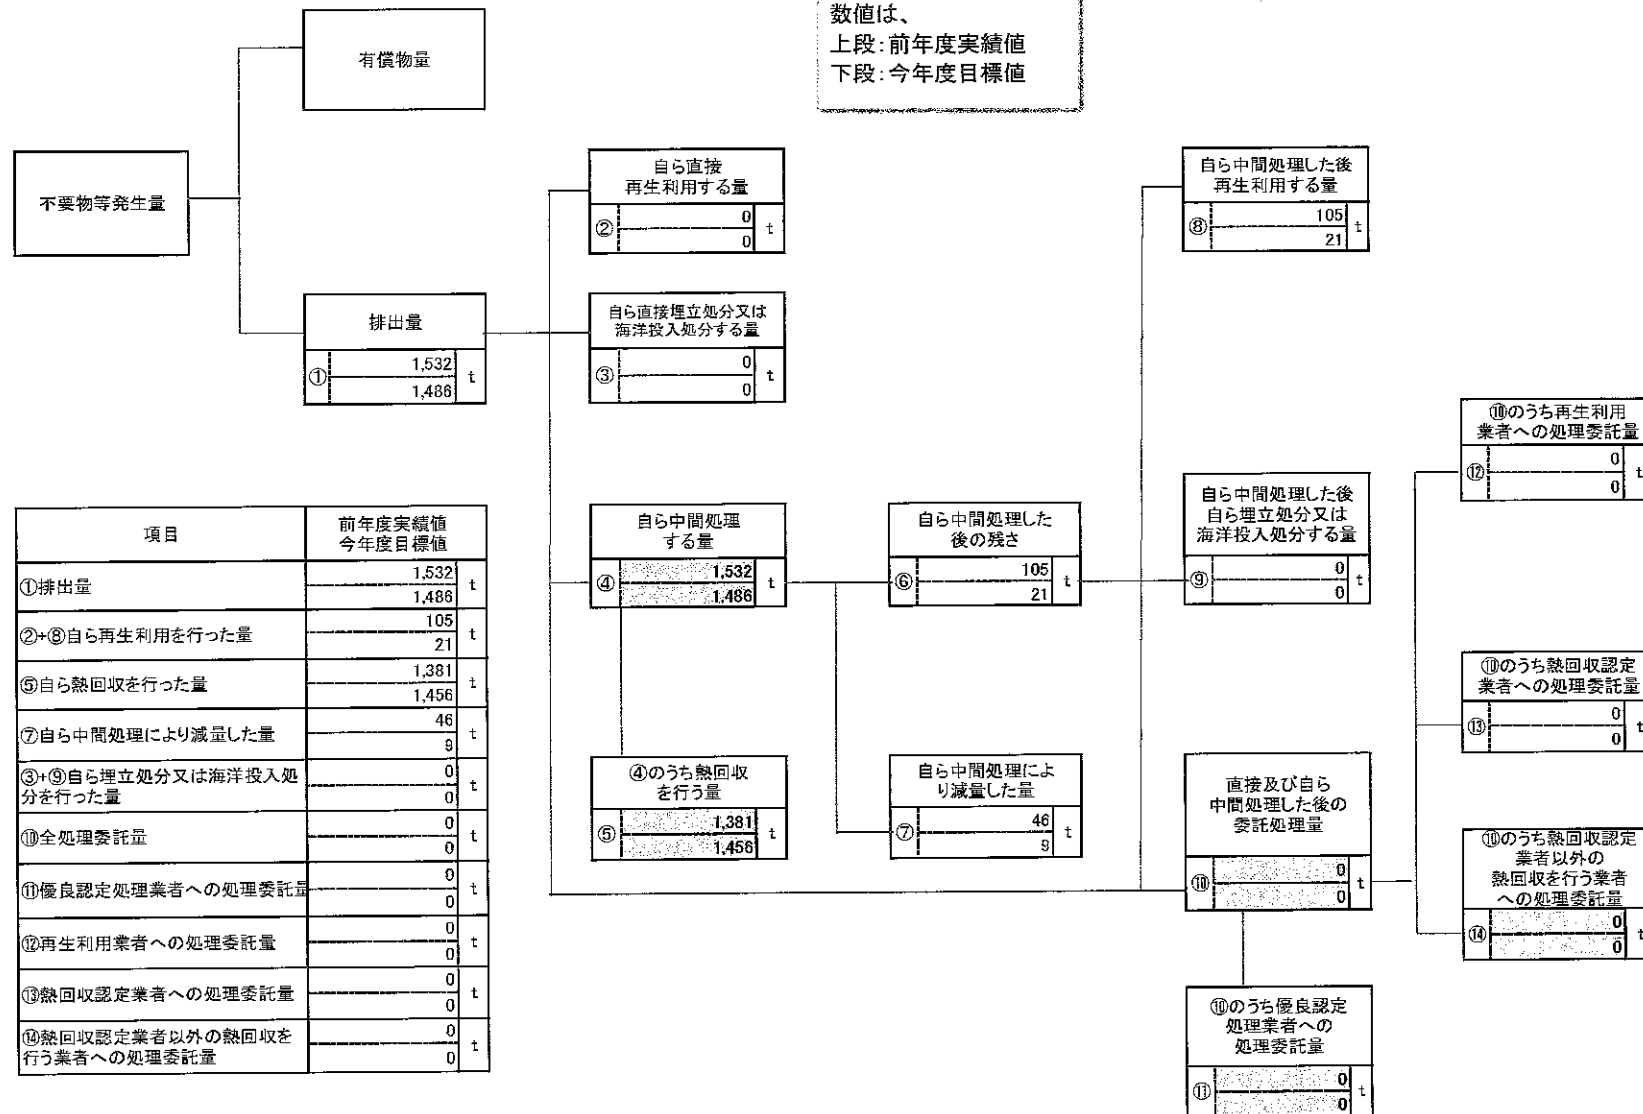 数値は、
上段:前年度実績値
下段:今年度目標値
有償物量
不要物等発生量
排出量
①
1,532
1,486
t
自ら直接
再生利用する量
②
0
0
t
自ら直接埋立処分又は
海洋投入処分する量
③
0
0
t
自ら中間処理
する量
④
1,532
1,486
t
④のうち熱回収
を行う量
⑤
1,381
1,456
t
自ら中間処理した
後の残さ
⑥
105
21
t
自ら中間処理によ
り減量した量
⑦
46
9
t
自ら中間処理した後
再生利用する量
⑧
105
21
t
自ら中間処理した後
自ら埋立処分又は
海洋投入処分する量
⑨
0
0
t
直接及び自ら
中間処理した後の
委託処理量
⑩
0
0
t
⑩のうち優良認定
処理業者への
処理委託量
⑪
0
0
t
⑩のうち再生利用
業者への処理委託量
⑫
0
0
t
⑩のうち熱回収認定
業者への処理委託量
⑬
0
0
t
⑩のうち熱回収認定
業者以外の
熱回収を行う業者
への処理委託量
⑭
0
0
t
項目
前年度実績値
今年度目標値
①排出量
1,532
1,486
t
②+⑧自ら再生利用を行った量
105
21
t
⑤自ら熱回収を行った量
1,381
1,456
t
⑦自ら中間処理により減量した量
46
9
t
③+⑨自ら埋立処分又は海洋投入処
分を行った量
0
0
t
⑩全処理委託量
0
0
t
⑪優良認定処理業者への処理委託量
0
0
t
⑫再生利用業者への処理委託量
0
0
t
⑬熱回収認定業者への処理委託量
0
0
t
⑭熱回収認定業者以外の熱回収を
行う業者への処理委託量
0
0
t